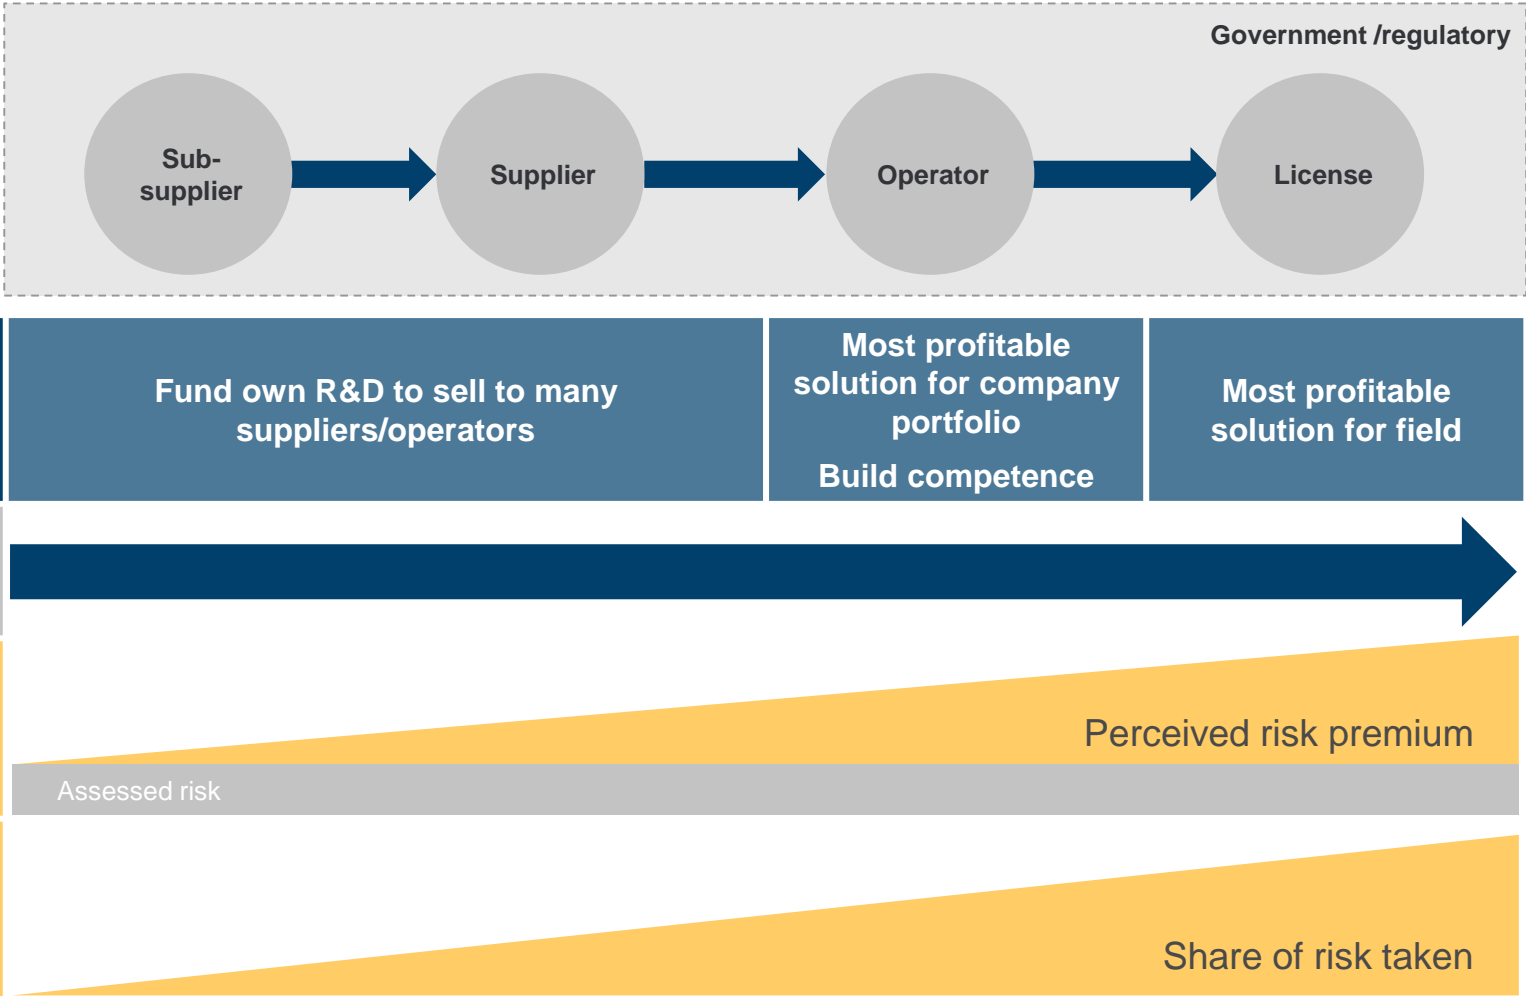 Government /regulatory
Sub-
supplier
Supplier
Operator
License
Fund own R&D to sell to many
suppliers/operators
Most profitable
solution for company
portfolio
Build competence
Most profitable
solution for field
Perceived risk premium
Assessed risk
Share of risk taken